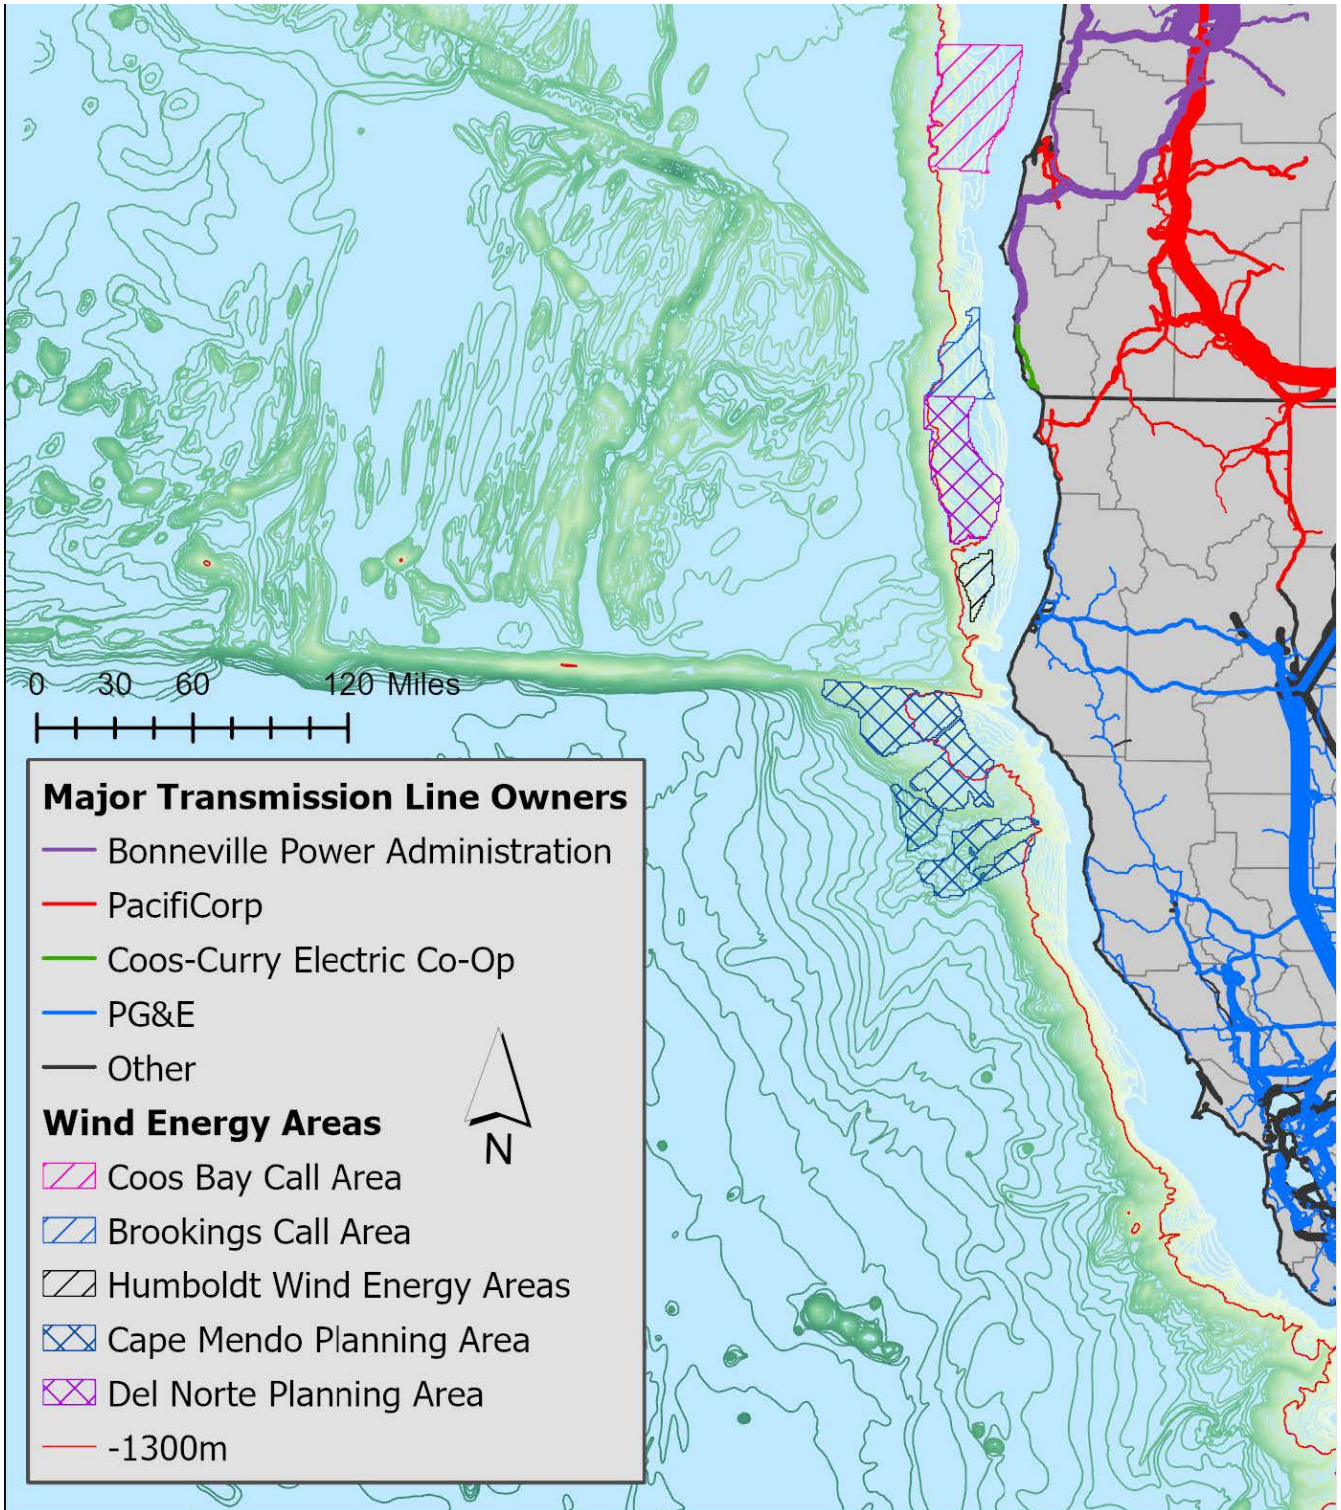 0 30 60 120 Miles
Major Transmission Line Owners
Bonneville Power Administration
PacifiCorp
Coos-Curry Electric Co-Op
PG&E
Other
N
Wind Energy Areas
Coos Bay Call Area
Brookings Call Area
Humboldt Wind Energy Areas
Cape Mendo Planning Area
Del Norte Planning Area
-1300m